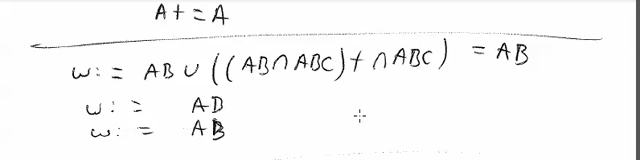 A+ = A
w := AB ∪ ((AB ∩ ABC)+ ∩ ABC) = AB
w := AD
w := AB